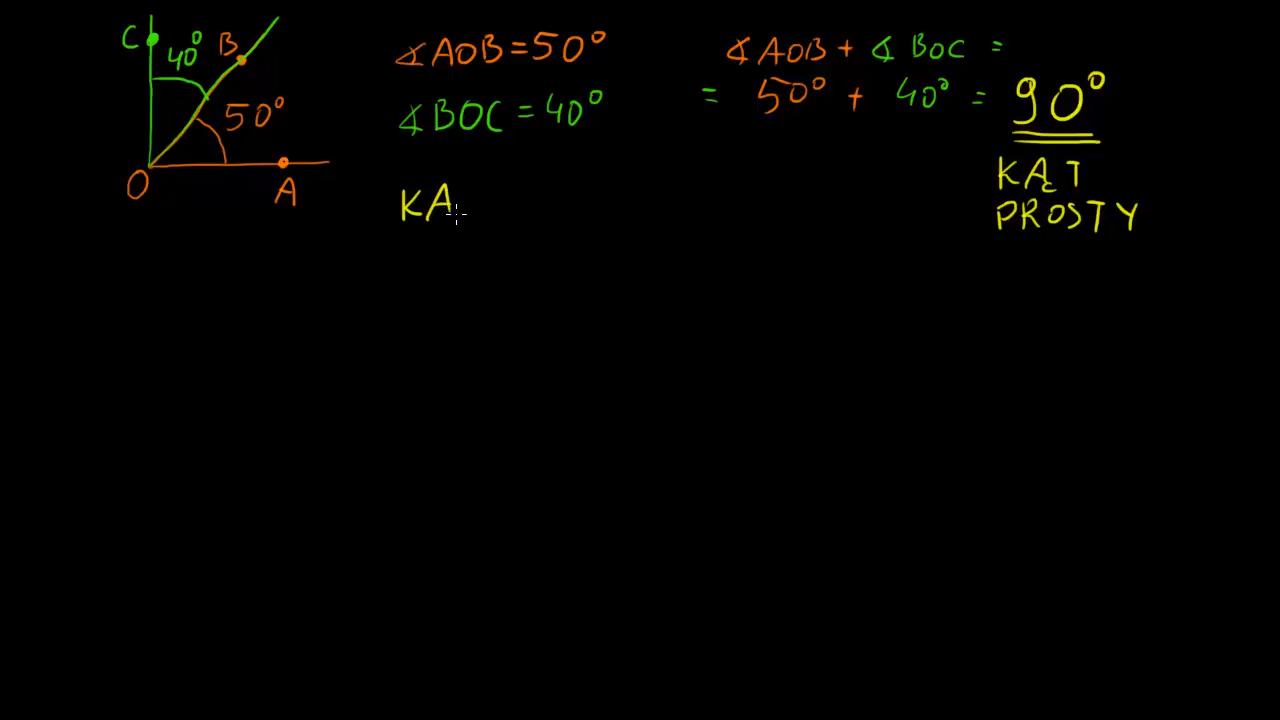 C 40° B
50°
O A
∢AOB = 50°
∢BOC = 40°
KA
∢AOB + ∢BOC =
= 50° + 40° = 90°
KĄT
PROSTY